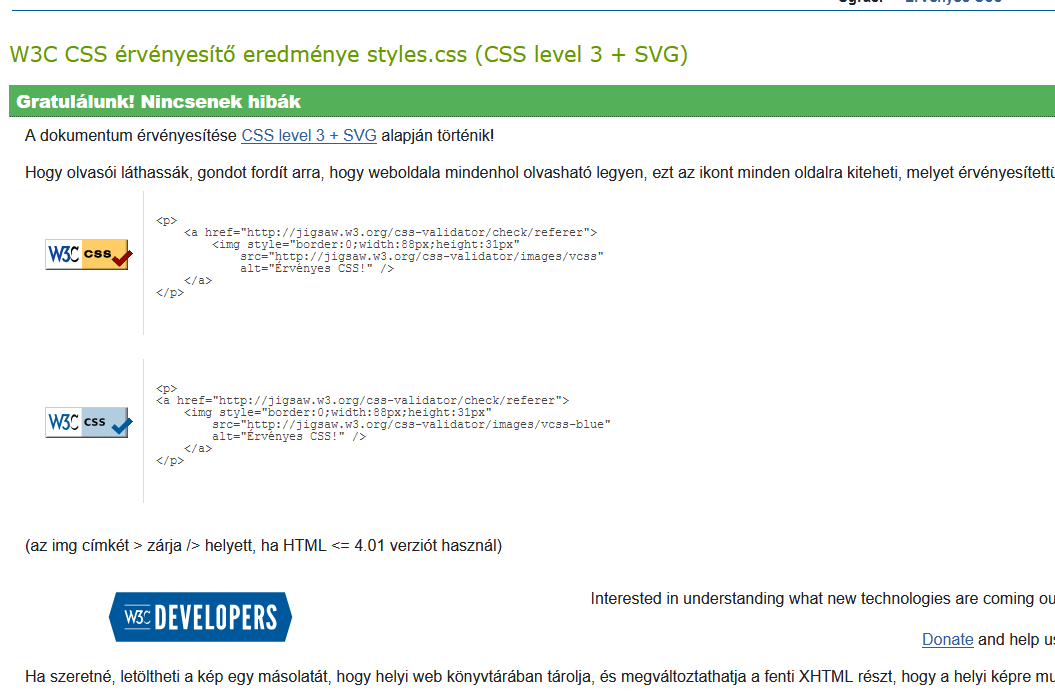 W3C CSS érvényesítő eredménye styles.css (CSS level 3 + SVG)
Gratulálunk! Nincsenek hibák
A dokumentum érvényesítése CSS level 3 + SVG alapján történik!
Hogy olvasói láthassák, gondot fordít arra, hogy weboldala mindenhol olvasható legyen, ezt az ikont minden oldalra kiteheti, melyet
W3C css
<p>
    <a href="http://jigsaw.w3.org/css-validator/check/referer">
        <img style="border:0;width:88px;height:31px"
            src="http://jigsaw.w3.org/css-validator/images/vcss"
            alt="Érvényes CSS!" />
    </a>
</p>
W3C css
<p>
<a href="http://jigsaw.w3.org/css-validator/check/referer">
    <img style="border:0;width:88px;height:31px"
        src="http://jigsaw.w3.org/css-validator/images/vcss-blue"
        alt="Érvényes CSS!" />
    </a>
</p>
(az img címkét > zárja /> helyett, ha HTML <= 4.01 verziót használ)
W3C DEVELOPERS
Interested in understanding what new technologies are coming
Donate and help
Ha szeretné, letöltheti a kép egy másolatát, hogy helyi web könyvtárában tárolja, és megváltoztathatja a fenti XHTML részt, hogy a helyi képre